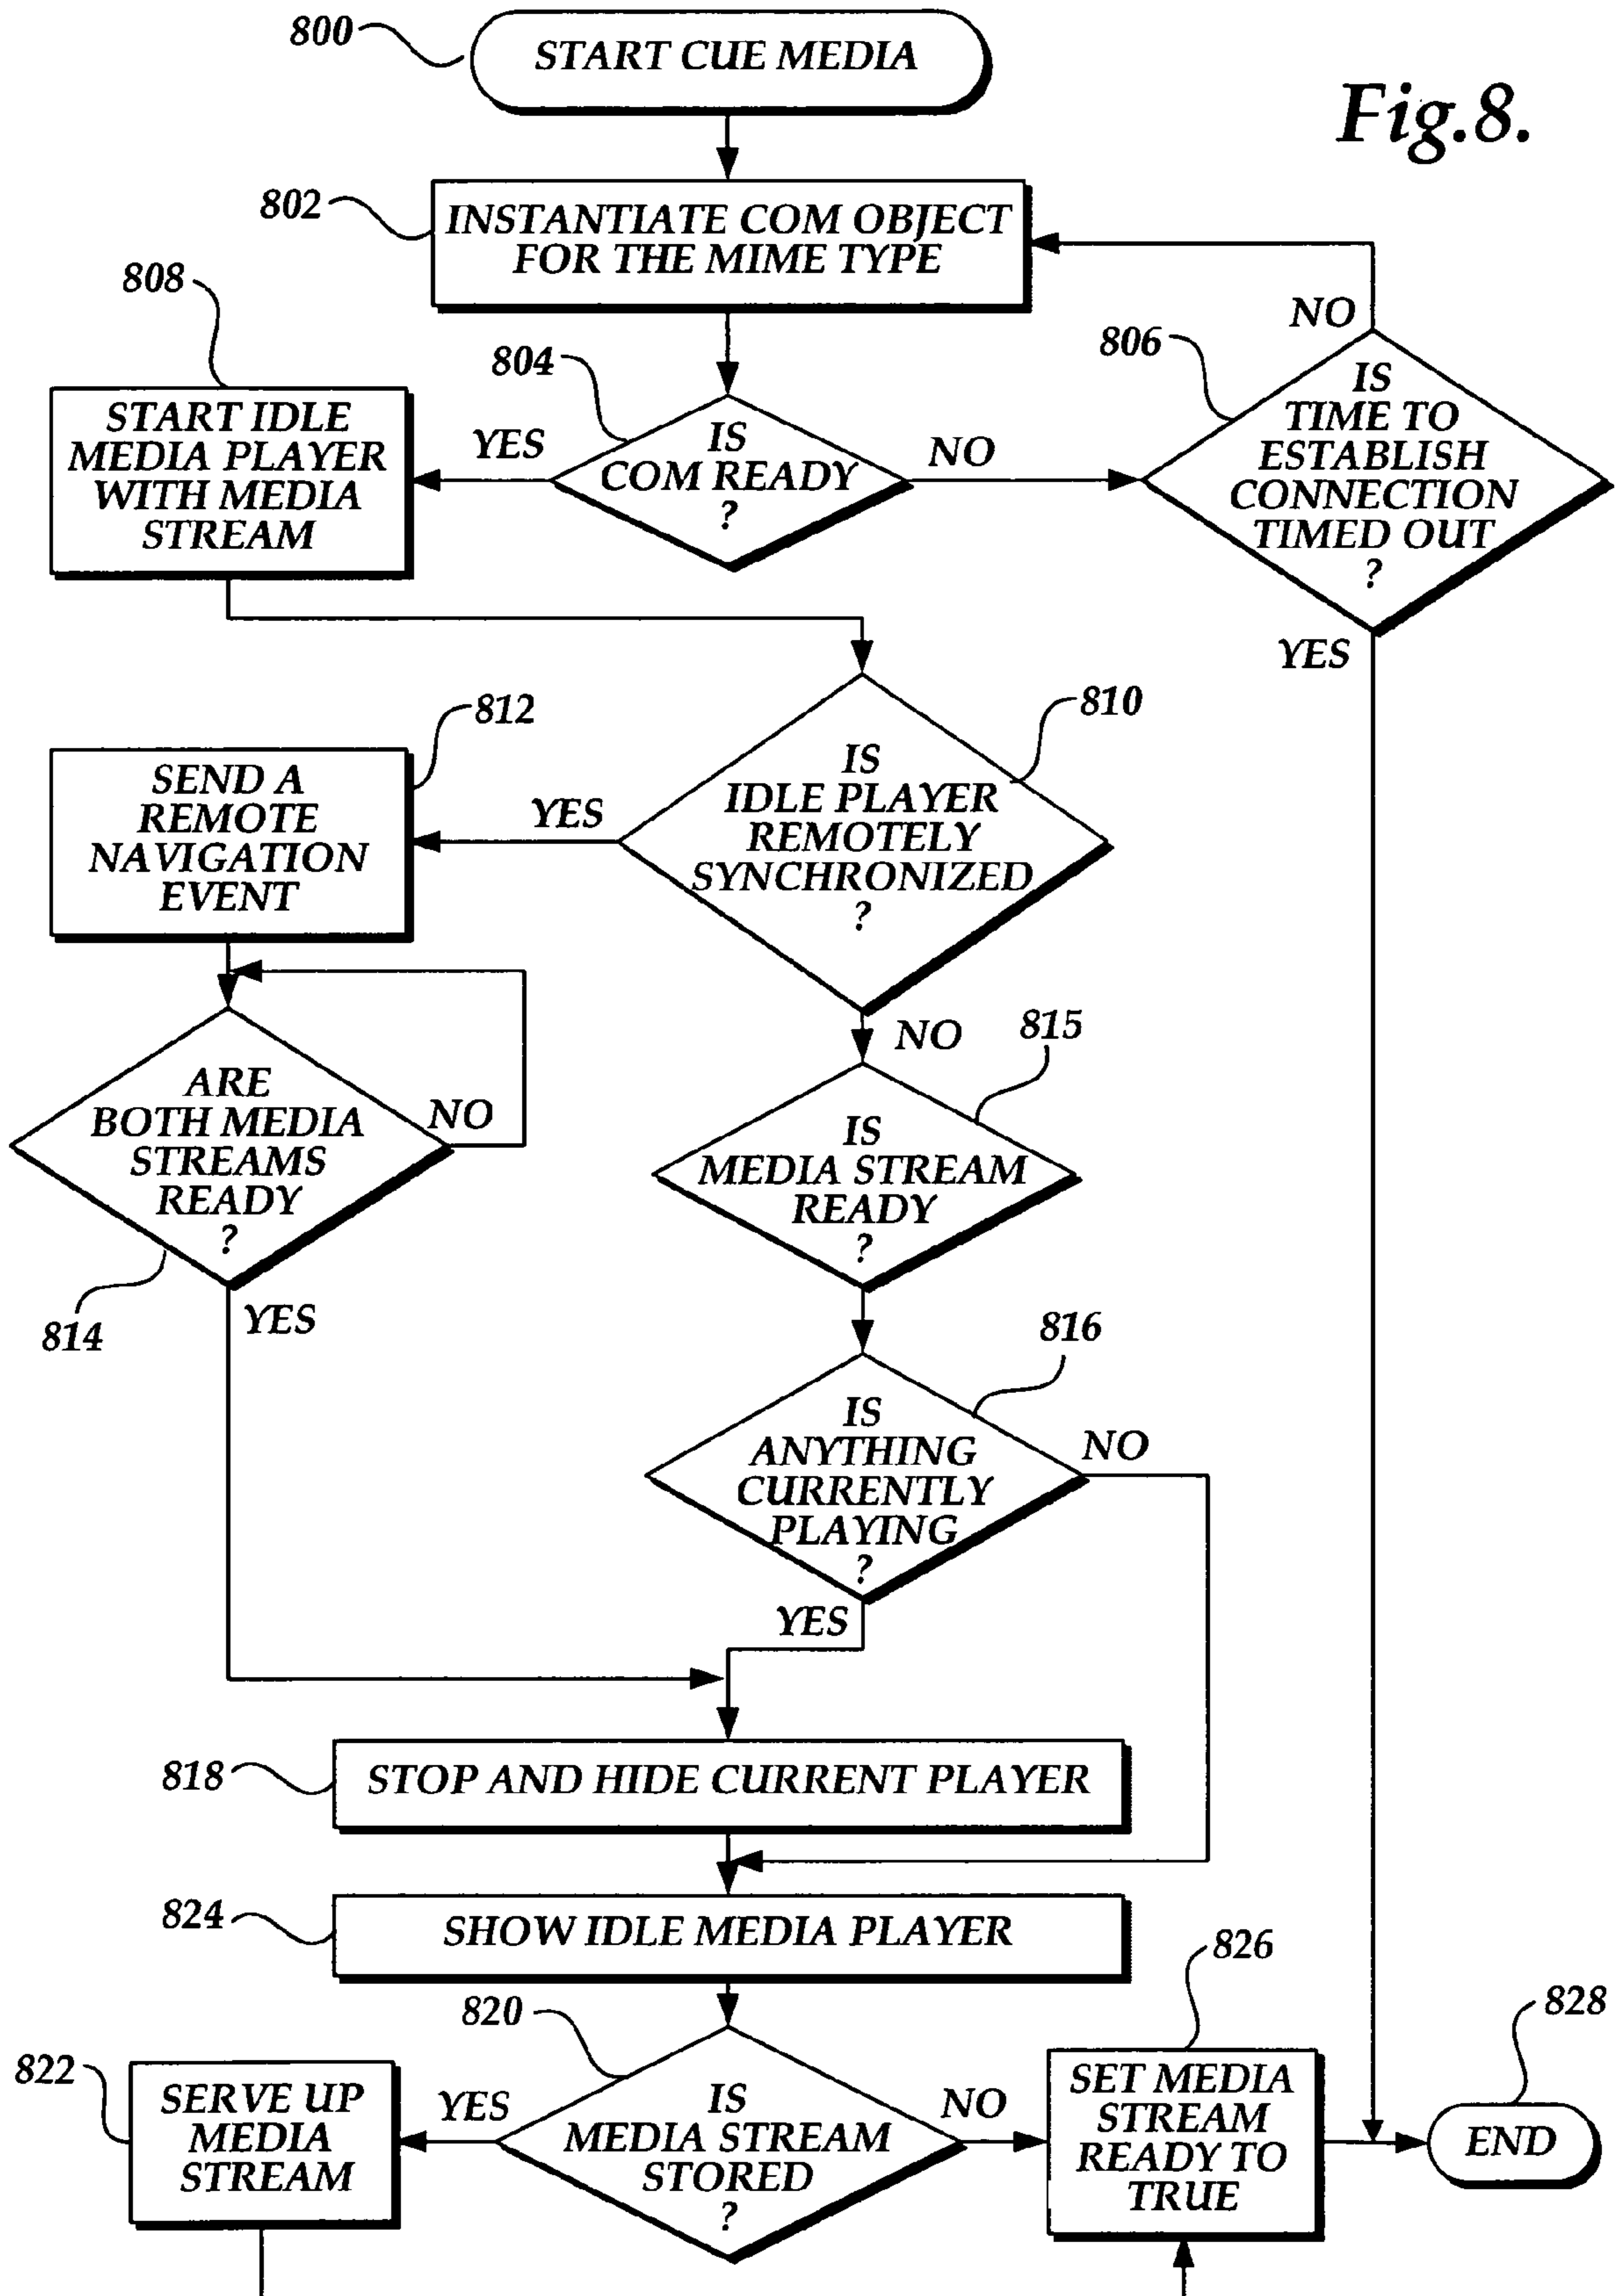 800
START CUE MEDIA
Fig.8.
802
INSTANTIATE COM OBJECT
FOR THE MIME TYPE
808
START IDLE
MEDIA PLAYER
WITH MEDIA
STREAM
804
YES
IS
COM READY
?
NO
806
NO
IS
TIME TO
ESTABLISH
CONNECTION
TIMED OUT
?
YES
812
SEND A
REMOTE
NAVIGATION
EVENT
YES
810
IS
IDLE PLAYER
REMOTELY
SYNCHRONIZED
?
NO
ARE
BOTH MEDIA
STREAMS
READY
?
NO
814
YES
815
IS
MEDIA STREAM
READY
?
816
IS
ANYTHING
CURRENTLY
PLAYING
?
NO
YES
818
STOP AND HIDE CURRENT PLAYER
824
SHOW IDLE MEDIA PLAYER
820
822
SERVE UP
MEDIA
STREAM
YES
IS
MEDIA STREAM
STORED
?
NO
826
SET MEDIA
STREAM
READY TO
TRUE
828
END